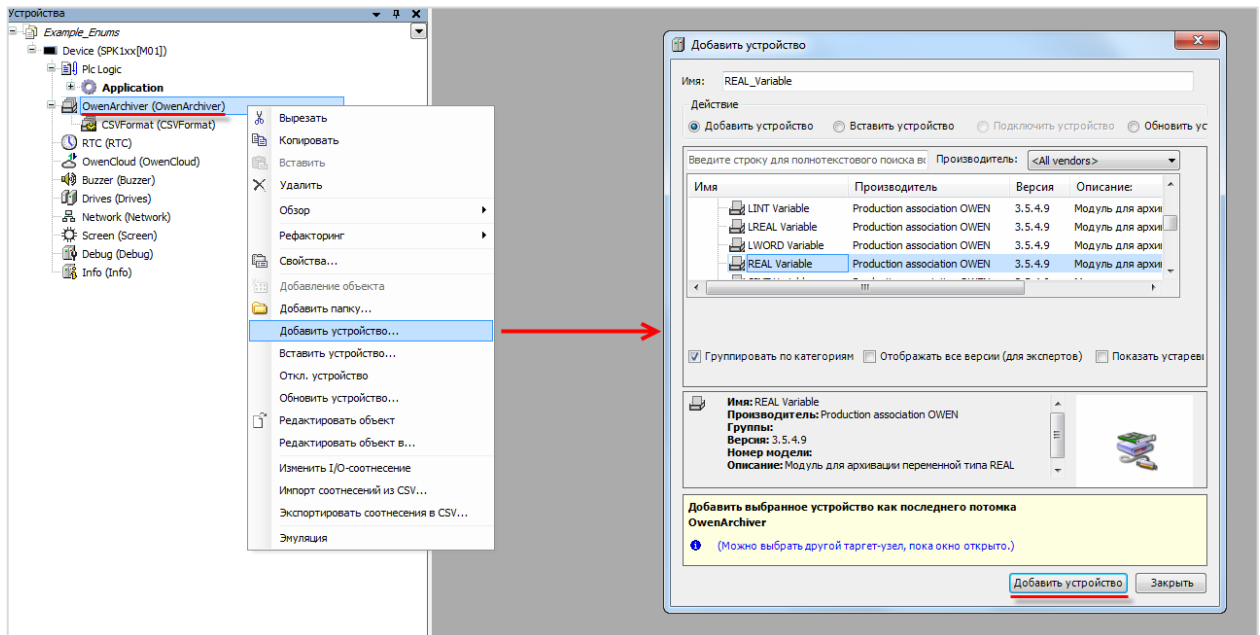 Устройства
Example_Enums
Device (SPK1xx[M01])
Plc Logic
Application
OwenArchiver (OwenArchiver)
CSVFormat (CSVFormat)
RTC (RTC)
OwenCloud (OwenCloud)
Buzzer (Buzzer)
Drives (Drives)
Network (Network)
Screen (Screen)
Debug (Debug)
Info (Info)
Вырезать
Копировать
Вставить
Удалить
Обзор
Рефакторинг
Свойства...
Добавление объекта
Добавить папку...
Добавить устройство...
Вставить устройство...
Откл. устройство
Обновить устройство...
Редактировать объект
Редактировать объект в...
Изменить I/O-соотнесение
Импорт соотнесений из CSV...
Экспортировать соотнесения в CSV...
Эмуляция
Добавить устройство
Имя: REAL_Variable
Действие
Добавить устройство Вставить устройство Подключить устройство Обновить ус
Введите строку для полнотекстового поиска вс Производитель: <All vendors>
Имя Производитель Версия Описание:
LINT Variable Production association OWEN 3.5.4.9 Модуль для архив
LREAL Variable Production association OWEN 3.5.4.9 Модуль для архив
LWORD Variable Production association OWEN 3.5.4.9 Модуль для архив
REAL Variable Production association OWEN 3.5.4.9 Модуль для архив
Группировать по категориям Отображать все версии (для экспертов) Показать устареви
Имя: REAL Variable
Производитель: Production association OWEN
Группы:
Версия: 3.5.4.9
Номер модели:
Описание: Модуль для архивации переменной типа REAL
Добавить выбранное устройство как последнего потомка
OwenArchiver
(Можно выбрать другой таргет-узел, пока окно открыто.)
Добавить устройство Закрыть